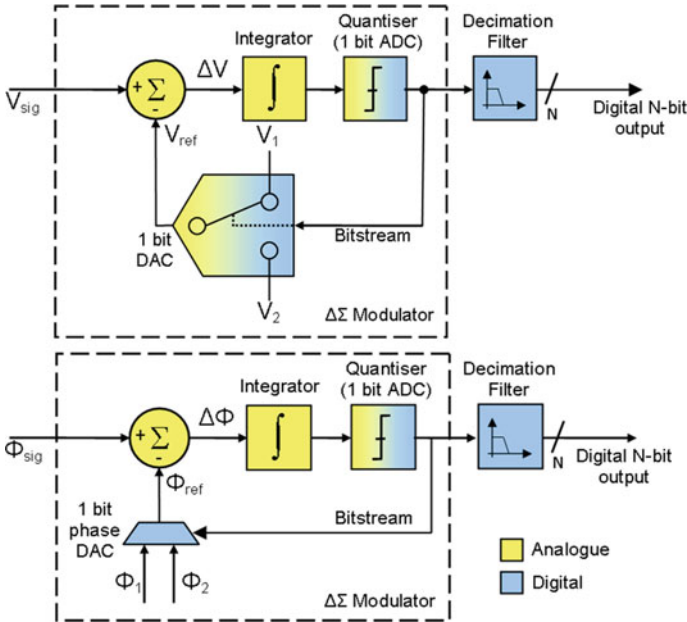 Quantiser
(1 bit ADC)
Decimation
Filter
Integrator
ΔV
+ Σ
-
∫
V_sig
V_ref
V_1
N
Digital N-bit
output
1 bit
DAC
Bitstream
V_2
ΔΣ Modulator
Quantiser
(1 bit ADC)
Decimation
Filter
Integrator
ΔΦ
+ Σ
-
∫
Φ_sig
Φ_ref
N
Digital N-bit
output
1 bit
phase
DAC
Bitstream
Φ_1 Φ_2
Analogue
Digital
ΔΣ Modulator